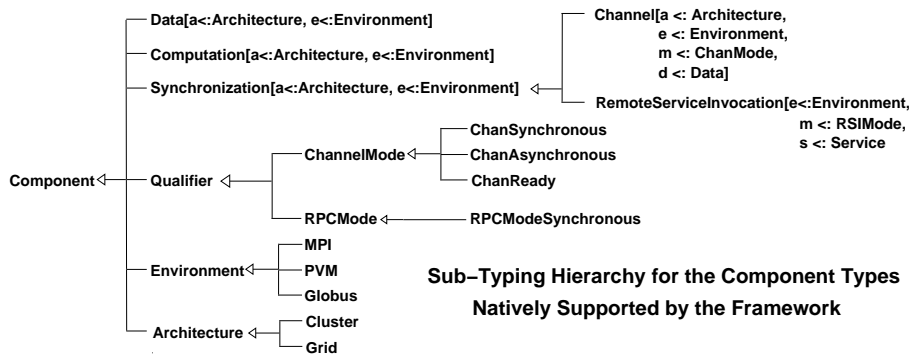 Data[a<:Architecture, e<:Environment]
Computation[a<:Architecture, e<:Environment]
Synchronization[a<:Architecture, e<:Environment]
Channel[a <: Architecture,
e <: Environment,
m <: ChanMode,
d <: Data]
RemoteServiceInvocation[e<:Environment,
m <: RSIMode,
s <: Service
Component
Qualifier
ChannelMode
ChanSynchronous
ChanAsynchronous
ChanReady
RPCMode
RPCModeSynchronous
Environment
MPI
PVM
Globus
Architecture
Cluster
Grid
Sub–Typing Hierarchy for the Component Types
Natively Supported by the Framework